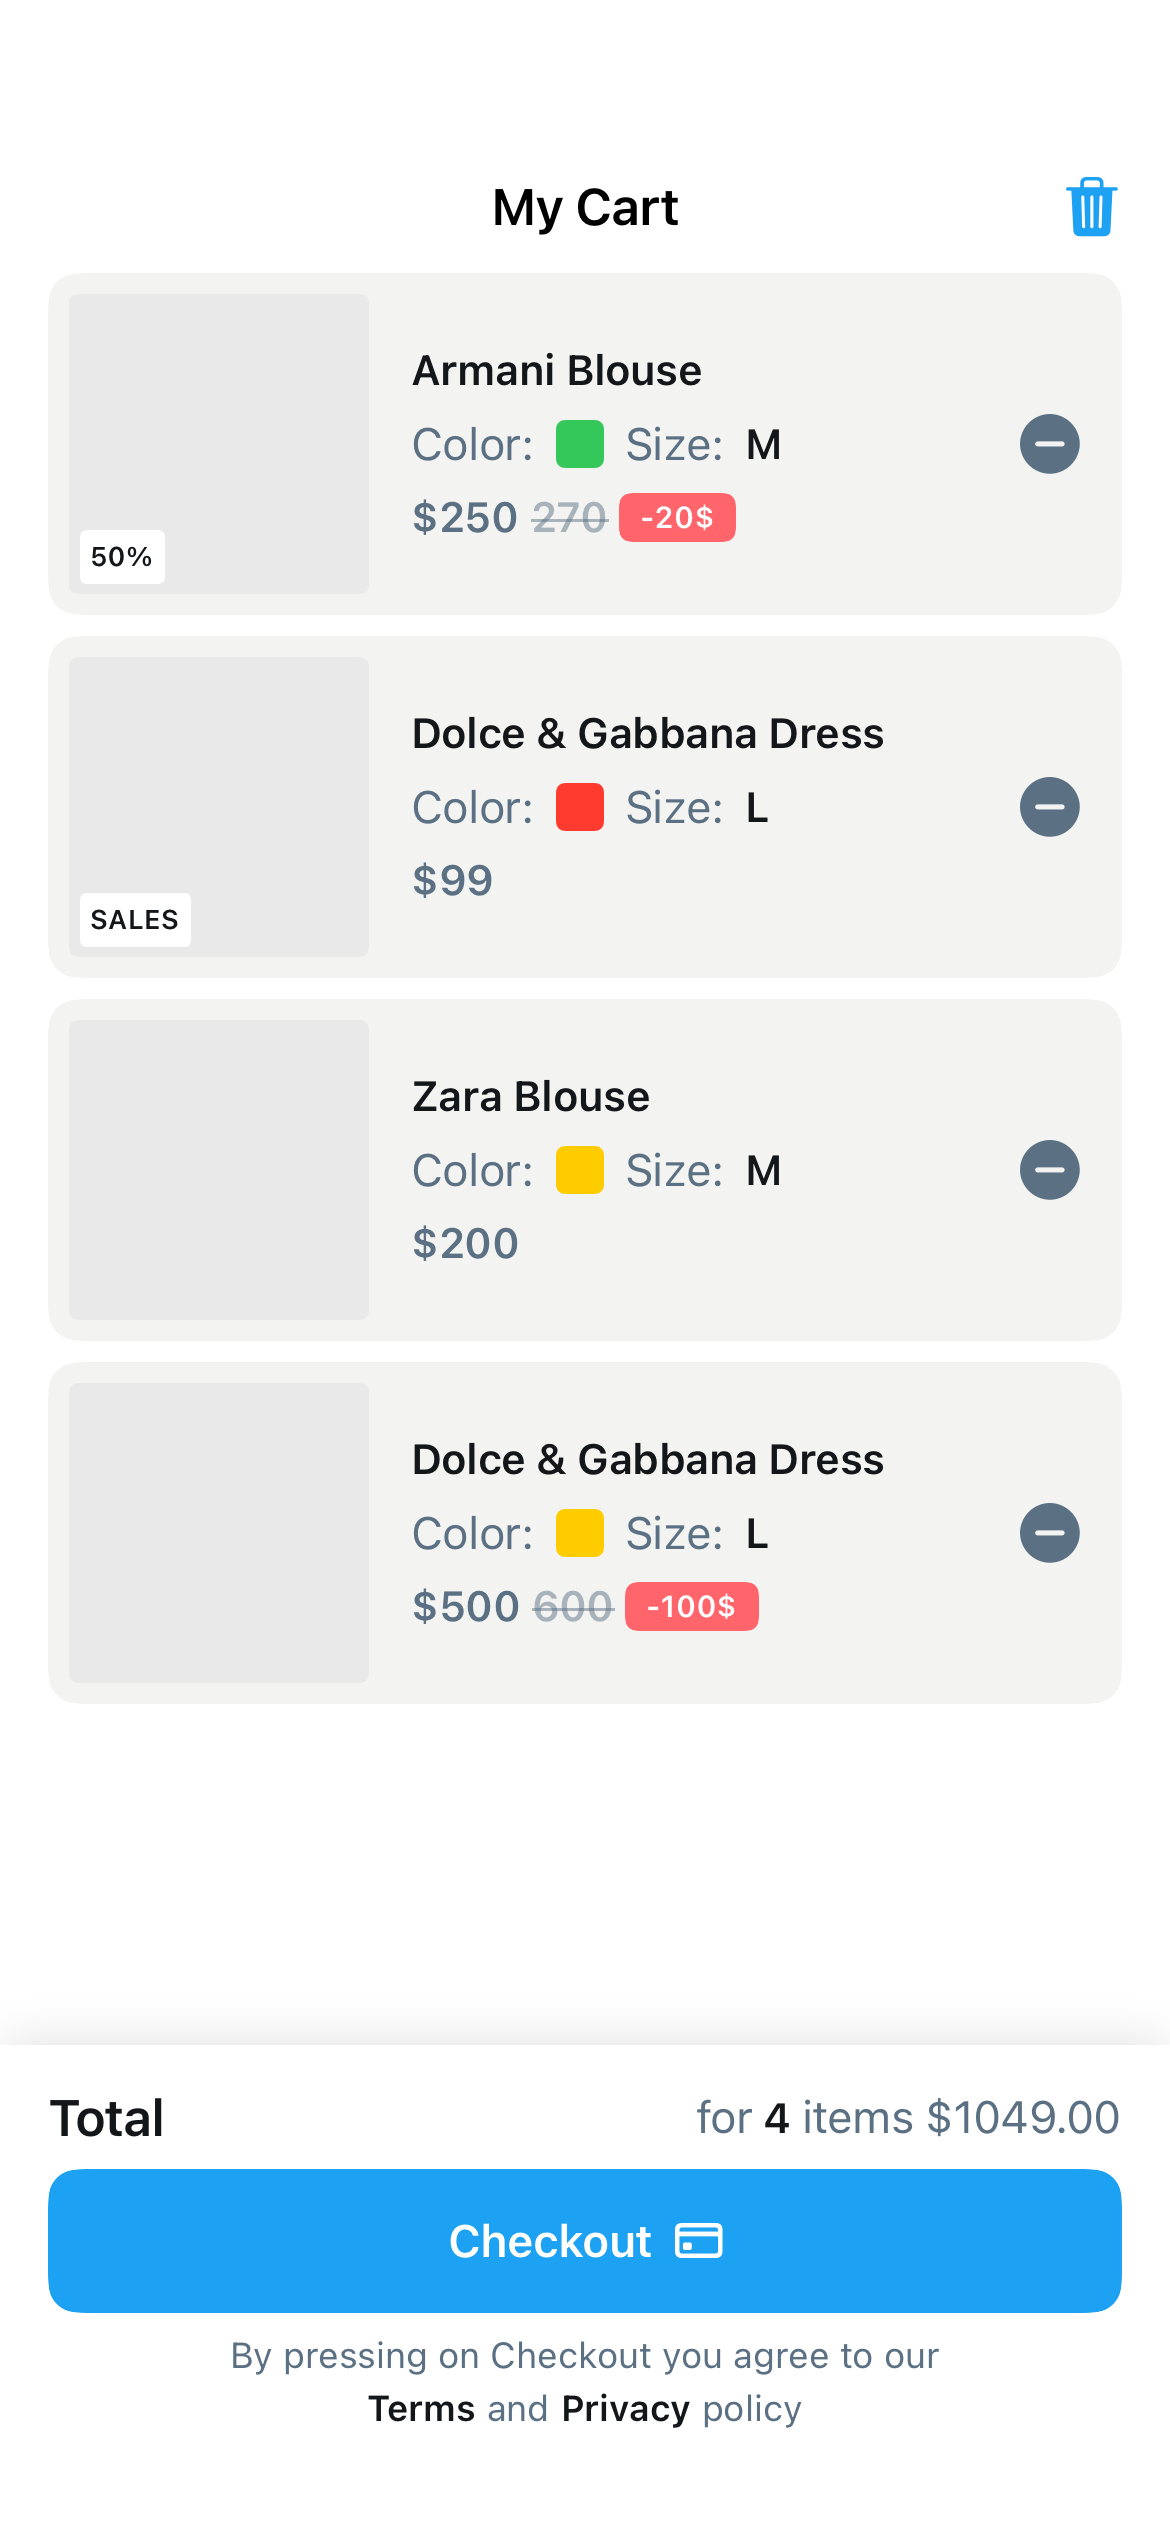 My Cart
Armani Blouse
Color: Size: M
$250 270 -20$
50%
Dolce & Gabbana Dress
Color: Size: L
$99
SALES
Zara Blouse
Color: Size: M
$200
Dolce & Gabbana Dress
Color: Size: L
$500 600 -100$
Total for 4 items $1049.00
Checkout
By pressing on Checkout you agree to our
Terms and Privacy policy